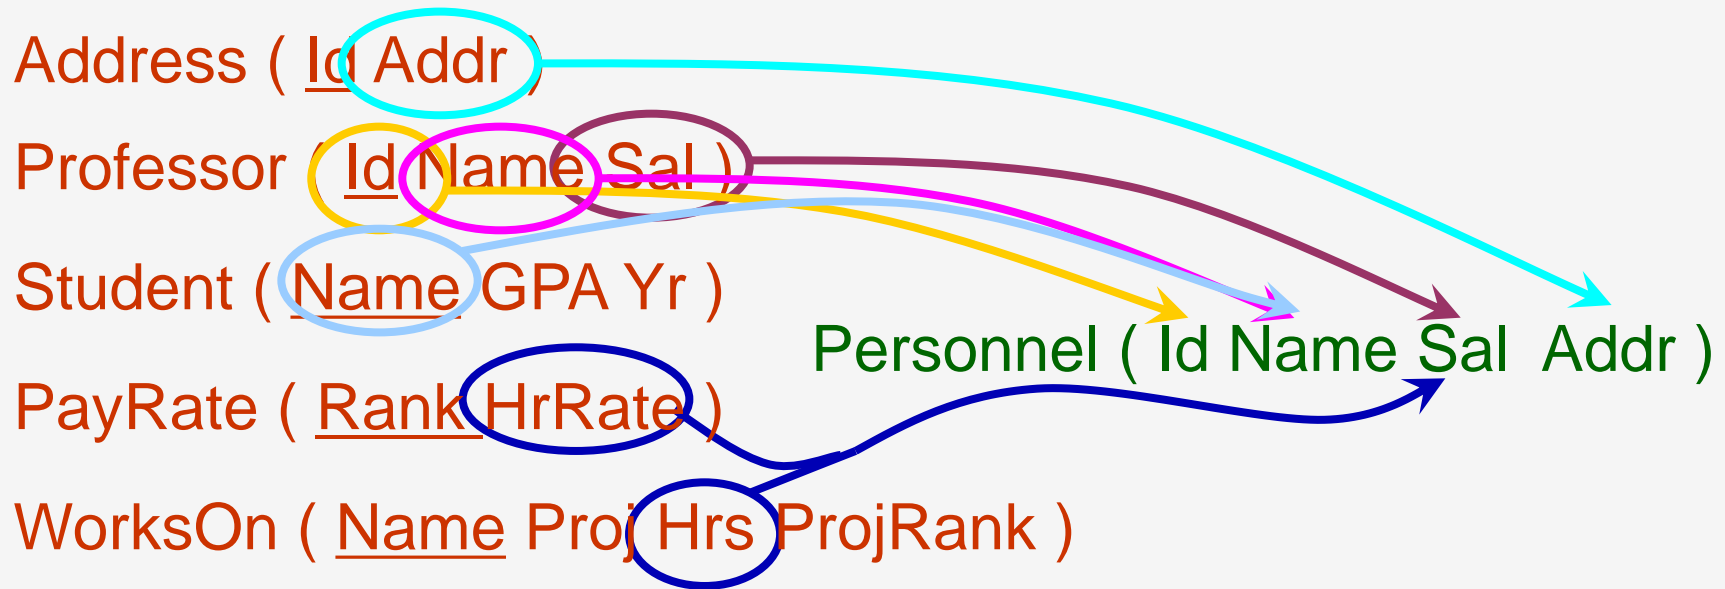 Address ( Id Addr )
Professor ( Id Name Sal )
Student ( Name GPA Yr )
Personnel ( Id Name Sal Addr )
PayRate ( Rank HrRate )
WorksOn ( Name Proj Hrs ProjRank )